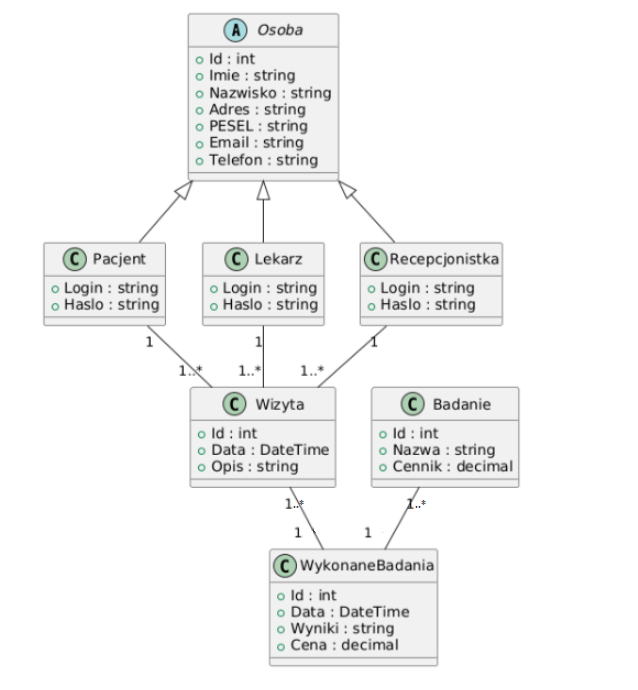 A Osoba
Id : int
Imie : string
Nazwisko : string
Adres : string
PESEL : string
Email : string
Telefon : string
C Pacjent
Login : string
Haslo : string
C Lekarz
Login : string
Haslo : string
C Recepcjonistka
Login : string
Haslo : string
1
1
1
1..*
1..*
1..*
C Wizyta
Id : int
Data : DateTime
Opis : string
C Badanie
Id : int
Nazwa : string
Cennik : decimal
1..*
1..*
1
1
C WykonaneBadania
Id : int
Data : DateTime
Wyniki : string
Cena : decimal